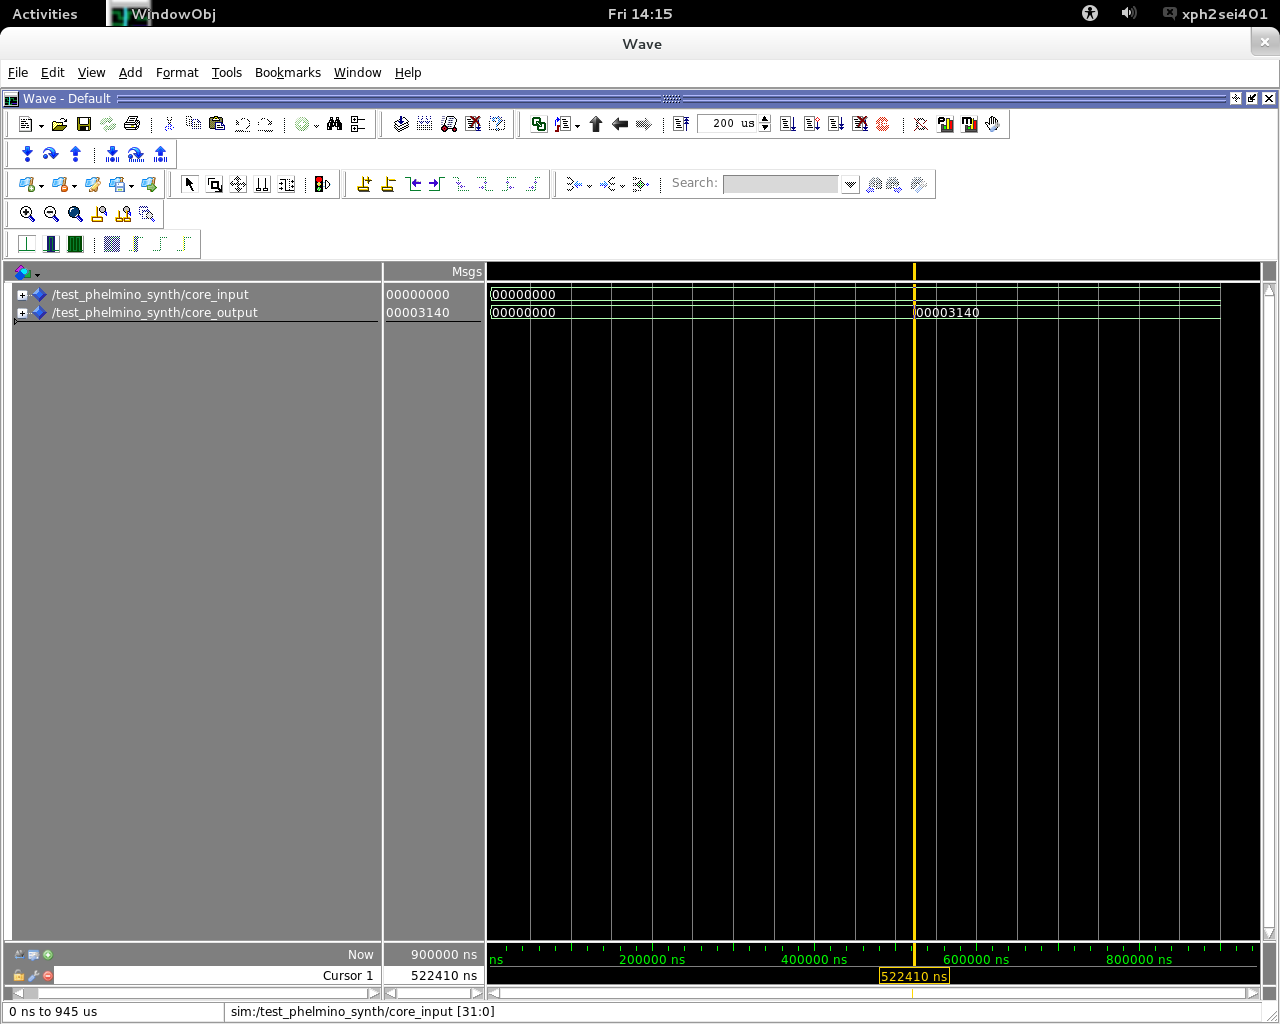 Activities WindowObj Fri 14:15 xph2sei401
Wave
File Edit View Add Format Tools Bookmarks Window Help
Wave - Default
200 us
Search:
Msgs
/test_phelmino_synth/core_input 00000000 00000000
/test_phelmino_synth/core_output 00003140 00000000 00003140
Now 900000 ns ns 200000 ns 400000 ns 600000 ns 800000 ns
Cursor 1 522410 ns 522410 ns
0 ns to 945 us sim:/test_phelmino_synth/core_input [31:0]